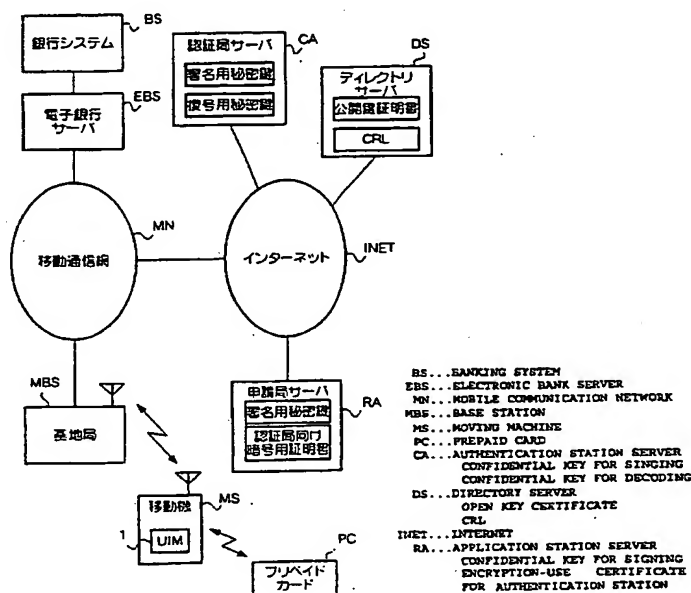 BS
銀行システム
EBS
電子銀行
サーバ
認証局サーバ
CA
署名用秘密鍵
復号用秘密鍵
DS
ディレクトリ
サーバ
公開鍵証明書
CRL
MN
移動通信網
インターネット
INET
MBS
基地局
申請局サーバ
RA
署名用秘密鍵
認証局向け
暗号用証明書
MS
移動機
1
UIM
PC
プリペイド
カード
BS...BANKING SYSTEM
EBS...ELECTRONIC BANK SERVER
MN...MOBILE COMMUNICATION NETWORK
MBS...BASE STATION
MS...MOVING MACHINE
PC...PREPAID CARD
CA...AUTHENTICATION STATION SERVER
CONFIDENTIAL KEY FOR SINGING
CONFIDENTIAL KEY FOR DECODING
DS...DIRECTORY SERVER
OPEN KEY CERTIFICATE
CRL
INET...INTERNET
RA...APPLICATION STATION SERVER
CONFIDENTIAL KEY FOR SIGNING
ENCRYPTION-USE CERTIFICATE
FOR AUTHENTICATION STATION